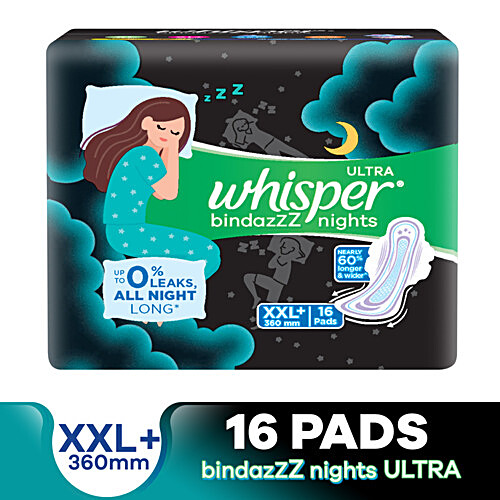 z z z
ULTRA
whisper®
bindazZZ nights
UP TO 0% LEAKS,
ALL NIGHT
LONG*
NEARLY
60%
longer
& wider*
XXL+ 16
360 mm Pads
XXL+ 16 PADS
360mm bindazZZ nights ULTRA